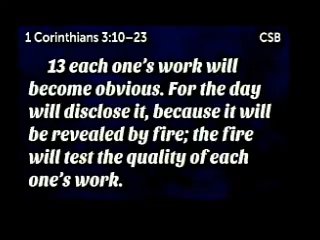 1 Corinthians 3:10–23 CSB
13 each one's work will
become obvious. For the day
will disclose it, because it will
be revealed by fire; the fire
will test the quality of each
one's work.